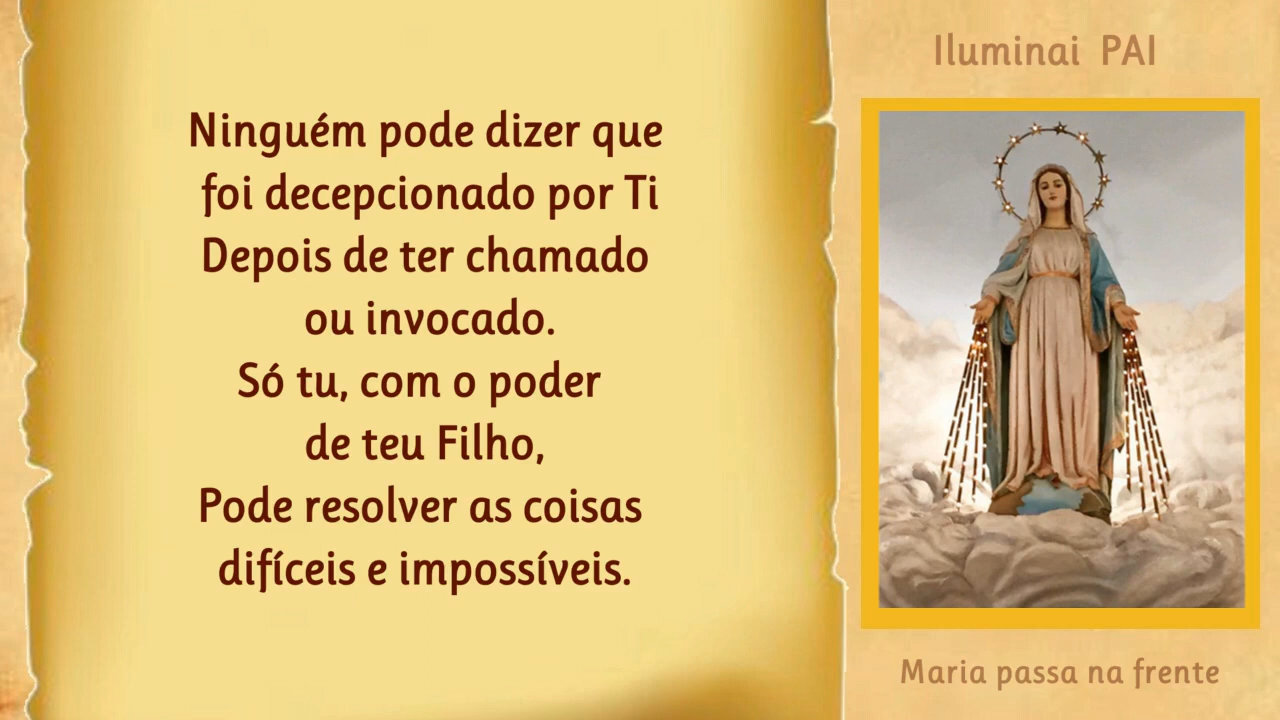 Ninguém pode dizer que
foi decepcionado por Ti
Depois de ter chamado
ou invocado.
Só tu, com o poder
de teu Filho,
Pode resolver as coisas
difíceis e impossíveis.
Iluminai PAI
Maria passa na frente